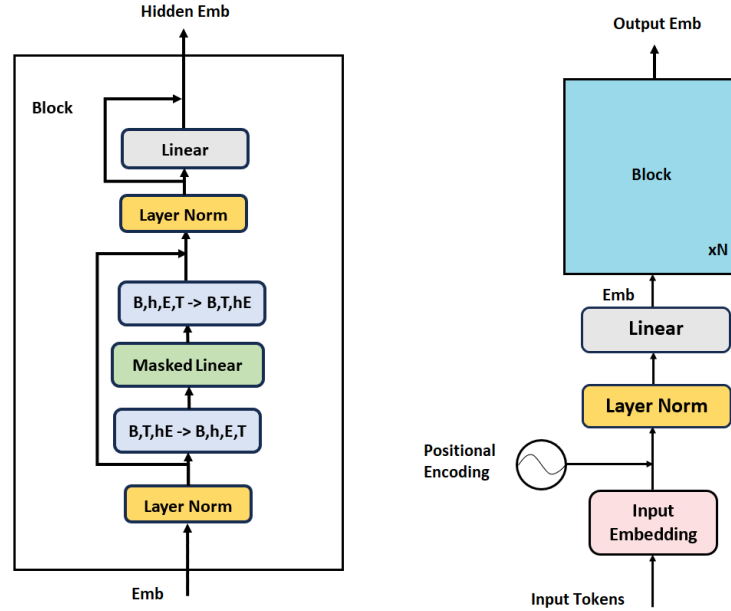 Hidden Emb
Block
Linear
Layer Norm
B,h,E,T -> B,T,hE
Masked Linear
B,T,hE -> B,h,E,T
Layer Norm
Emb
Output Emb
Block
xN
Emb
Linear
Layer Norm
Positional
Encoding
Input
Embedding
Input Tokens